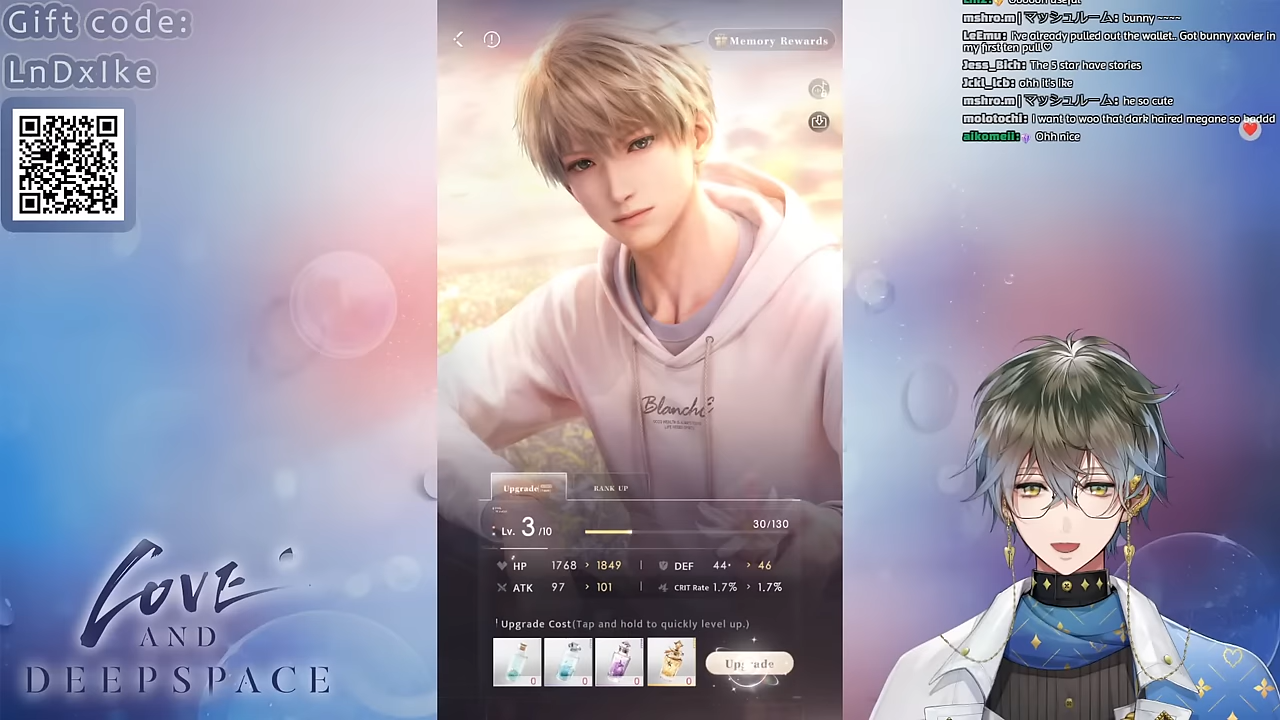 Gift code:
LnDxIke
LOVE
AND
DEEPSPACE
Memory Rewards
Blanche
Upgrade
RANK UP
Lv. 3 /10
30/130
HP 1768 > 1849 | DEF 44 > 46
ATK 97 > 101 | CRIT Rate 1.7% > 1.7%
Upgrade Cost(Tap and hold to quickly level up.)
0 0 0 0
Upgrade
mshro.m | マッシュルーム: bunny ~~~~
LeEmu: I've already pulled out the wallet.. Got bunny xavier in
my first ten pull ♡
Jess_Bich: The 5 star have stories
Jcki_icb: ohh it's Ike
mshro.m | マッシュルーム: he so cute
molotochi: I want to woo that dark haired megane so baddd
aikomeii: Ohh nice